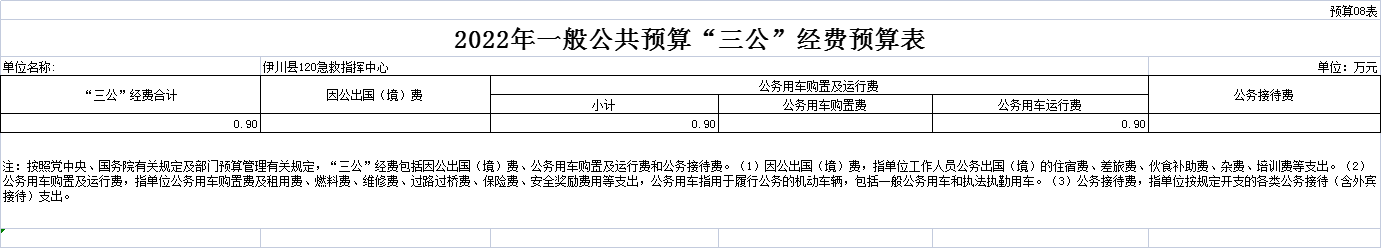 预算08表
2022年一般公共预算“三公”经费预算表
单位名称: 伊川县120急救指挥中心 单位：万元
“三公”经费合计 因公出国（境）费 公务用车购置及运行费 公务接待费
小计 公务用车购置费 公务用车运行费
0.90 0.90 0.90
注：按照党中央、国务院有关规定及部门预算管理有关规定，“三公”经费包括因公出国（境）费、公务用车购置及运行费和公务接待费。（1）因公出国（境）费，指单位工作人员公务出国（境）的住宿费、差旅费、伙食补助费、杂费、培训费等支出。（2）
公务用车购置及运行费，指单位公务用车购置费及租用费、燃料费、维修费、过路过桥费、保险费、安全奖励费用等支出，公务用车指用于履行公务的机动车辆，包括一般公务用车和执法执勤用车。（3）公务接待费，指单位按规定开支的各类公务接待（含外宾
接待）支出。